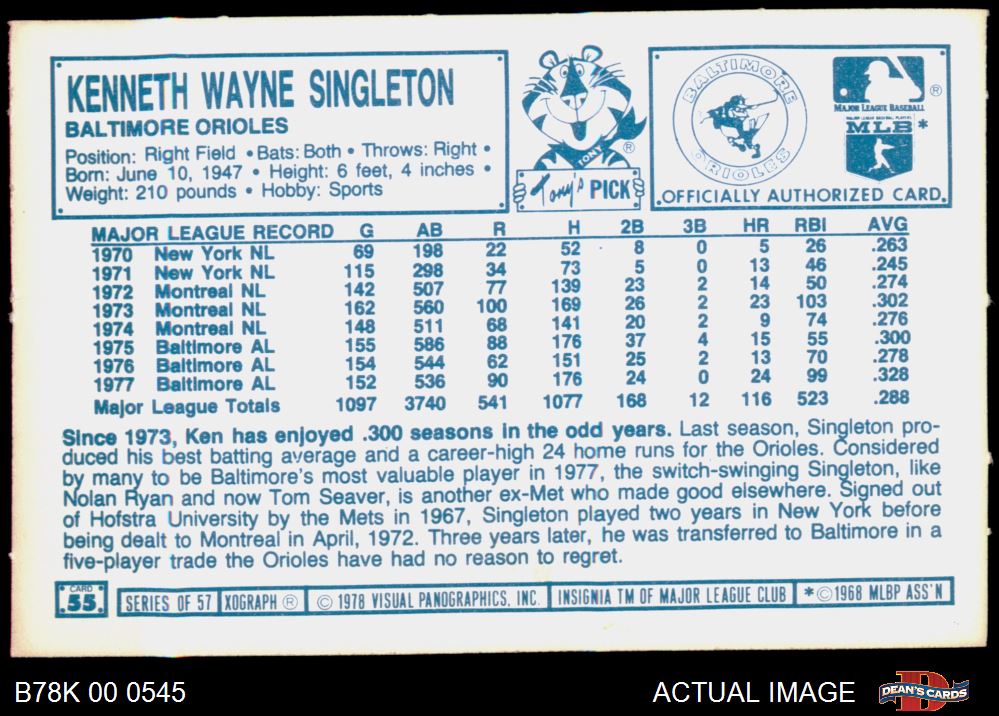 KENNETH WAYNE SINGLETON
BALTIMORE ORIOLES
Position: Right Field • Bats: Both • Throws: Right •
Born: June 10, 1947 • Height: 6 feet, 4 inches •
Weight: 210 pounds • Hobby: Sports
TONY ®
Tony's PICK
BALTIMORE
ORIOLES
®
MAJOR LEAGUE BASEBALL
MAJOR LEAGUE BASEBALL PLAYERS
MLB *
OFFICIALLY AUTHORIZED CARD
MAJOR LEAGUE RECORD G AB R H 2B 3B HR RBI AVG
1970 New York NL 69 198 22 52 8 0 5 26 .263
1971 New York NL 115 298 34 73 5 0 13 46 .245
1972 Montreal NL 142 507 77 139 23 2 14 50 .274
1973 Montreal NL 162 560 100 169 26 2 23 103 .302
1974 Montreal NL 148 511 68 141 20 2 9 74 .276
1975 Baltimore AL 155 586 88 176 37 4 15 55 .300
1976 Baltimore AL 154 544 62 151 25 2 13 70 .278
1977 Baltimore AL 152 536 90 176 24 0 24 99 .328
Major League Totals 1097 3740 541 1077 168 12 116 523 .288
Since 1973, Ken has enjoyed .300 seasons in the odd years. Last season, Singleton pro-
duced his best batting average and a career-high 24 home runs for the Orioles. Considered
by many to be Baltimore's most valuable player in 1977, the switch-swinging Singleton, like
Nolan Ryan and now Tom Seaver, is another ex-Met who made good elsewhere. Signed out
of Hofstra University by the Mets in 1967, Singleton played two years in New York before
being dealt to Montreal in April, 1972. Three years later, he was transferred to Baltimore in a
five-player trade the Orioles have had no reason to regret.
CARD
55
SERIES OF 57 XOGRAPH ® © 1978 VISUAL PANOGRAPHICS, INC. INSIGNIA TM OF MAJOR LEAGUE CLUB *©1968 MLBP ASS'N
B78K 00 0545 ACTUAL IMAGE DEAN'S CARDS